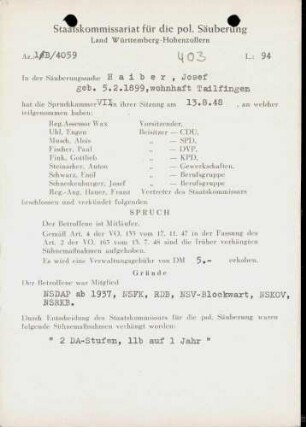 Staatskommissariat für die pol. Säuberung
Land Württemberg-Hohenzollern
403
L: 94
In der Säuberungssache Haiber, Josef
geb. 5.2.1899, wohnhaft Tailfingen
hat die Spruchkammer VII in ihrer Sitzung am 13.8.48 , an welcher
teilgenommen haben:
Reg.Assessor Wax Vorsitzender,
Uhl, Eugen Beisitzer — CDU,
Musch, Alois „ — SPD,
Fischer, Paul „ — DVP,
Fink, Gottlieb „ — KPD,
Steinacher, Anton „ — Gewerkschaften,
Schwarz, Emil „ — Berufsgruppe
Schneckenburger, Josef „ — Berufsgruppe
Reg.-Ang. Hauer, Franz Vertreter des Staatskommissars
beschlossen und verkündet folgenden
SPRUCH
Der Betroffene ist Mitläufer.
Gemäß Art. 4 der VO. 133 vom 17. 11. 47 in der Fassung des
Art. 2 der VO. 165 vom 13. 7. 48 sind die früher verhängten
Sühnemaßnahmen aufgehoben.
Es wird eine Verwaltungsgebühr von DM 5.- erhoben.
Gründe
Der Betroffene war Mitglied
NSDAP ab 1937, NSFK, RDB, NSV-Blockwart, NSKOV,
NSRKB.
Durch Entscheidung des Staatskommissars für die pol. Säuberung waren
folgende Sühnemaßnahmen verhängt worden:
" 2 DA-Stufen, 11b auf 1 Jahr "